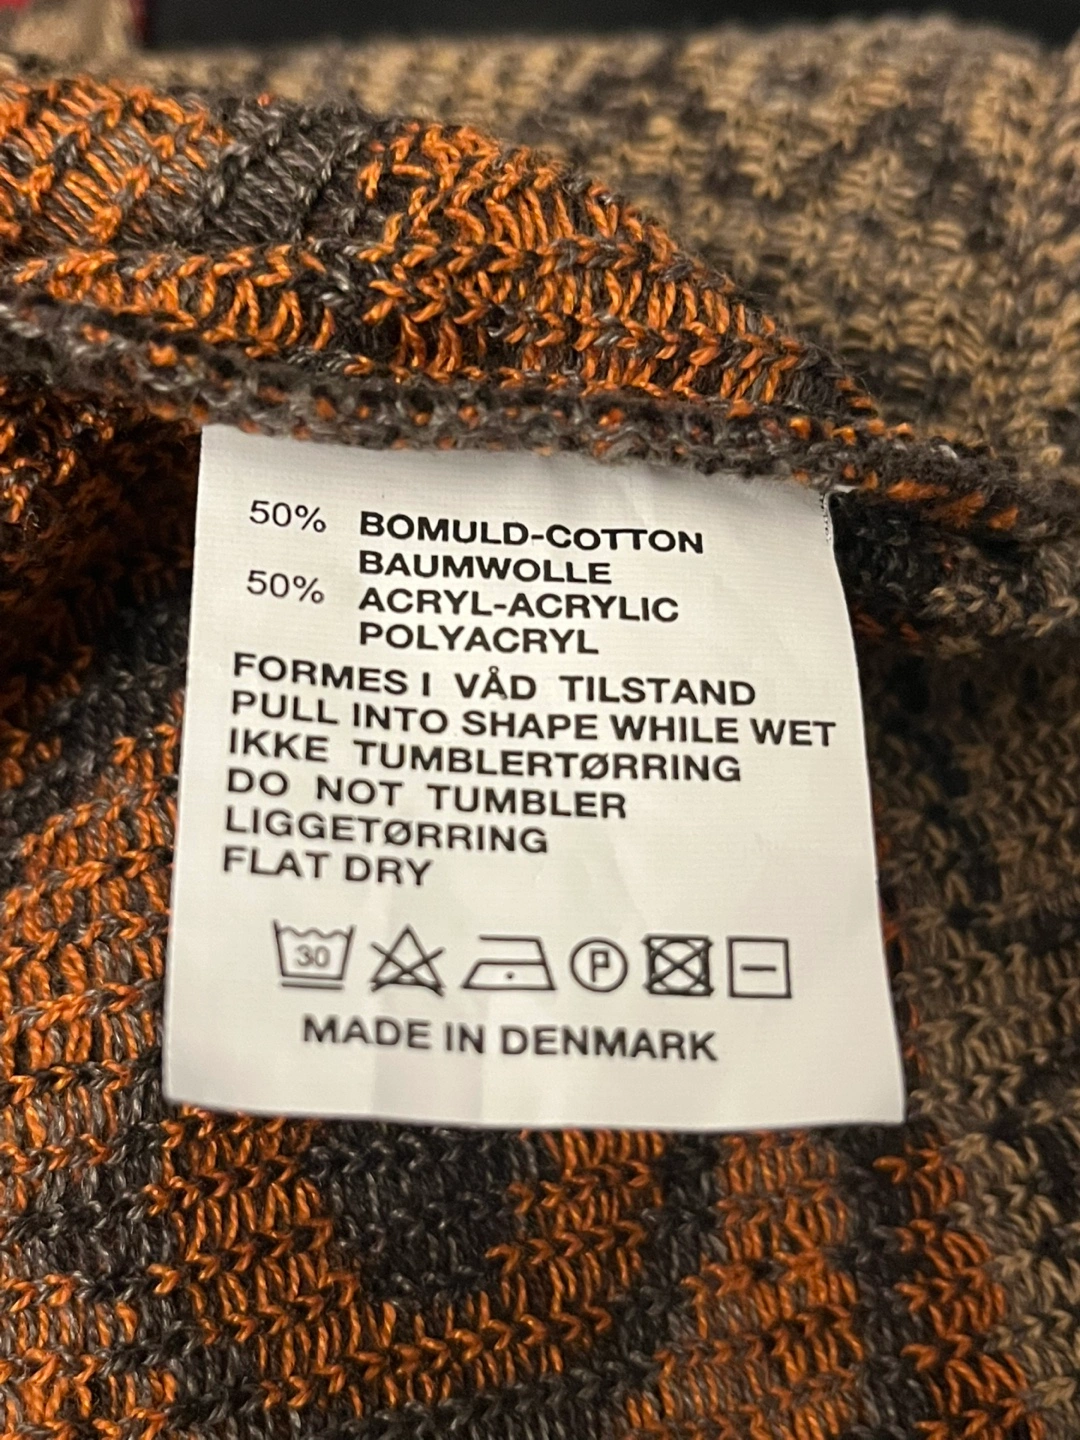 50% BOMULD-COTTON
BAUMWOLLE
50% ACRYL-ACRYLIC
POLYACRYL
FORMES I VÅD TILSTAND
PULL INTO SHAPE WHILE WET
IKKE TUMBLERTØRRING
DO NOT TUMBLER
LIGGETØRRING
FLAT DRY
30 P
MADE IN DENMARK